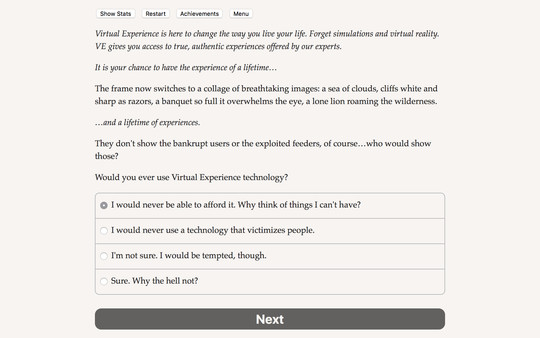 Show Stats Restart Achievements Menu
Virtual Experience is here to change the way you live your life. Forget simulations and virtual reality.
VE gives you access to true, authentic experiences offered by our experts.
It is your chance to have the experience of a lifetime…
The frame now switches to a collage of breathtaking images: a sea of clouds, cliffs white and
sharp as razors, a banquet so full it overwhelms the eye, a lone lion roaming the wilderness.
…and a lifetime of experiences.
They don't show the bankrupt users or the exploited feeders, of course…who would show
those?
Would you ever use Virtual Experience technology?
I would never be able to afford it. Why think of things I can't have?
I would never use a technology that victimizes people.
I'm not sure. I would be tempted, though.
Sure. Why the hell not?
Next